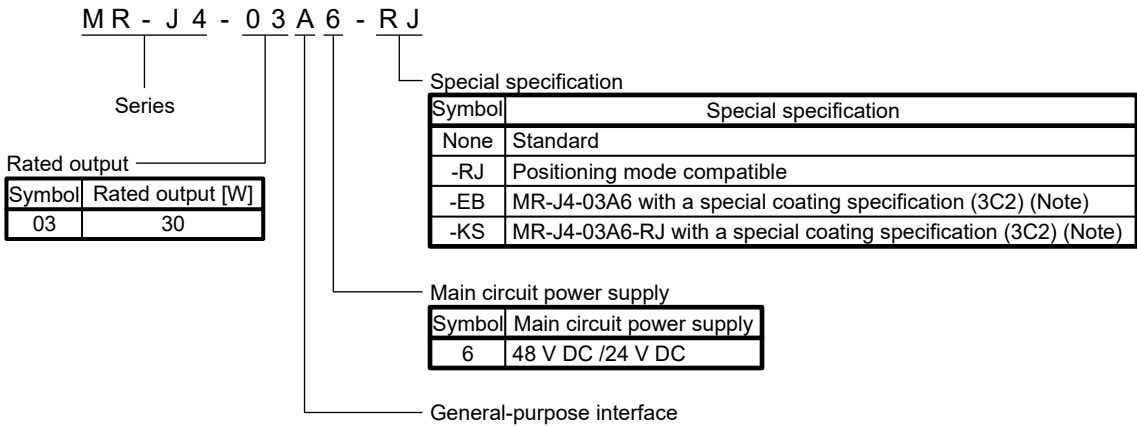 MR-J4-03A6-RJ
Special specification
Series
Symbol Special specification
None Standard
Rated output
-RJ Positioning mode compatible
Symbol Rated output [W]
-EB MR-J4-03A6 with a special coating specification (3C2) (Note)
03 30
-KS MR-J4-03A6-RJ with a special coating specification (3C2) (Note)
Main circuit power supply
Symbol Main circuit power supply
6 48 V DC /24 V DC
General-purpose interface